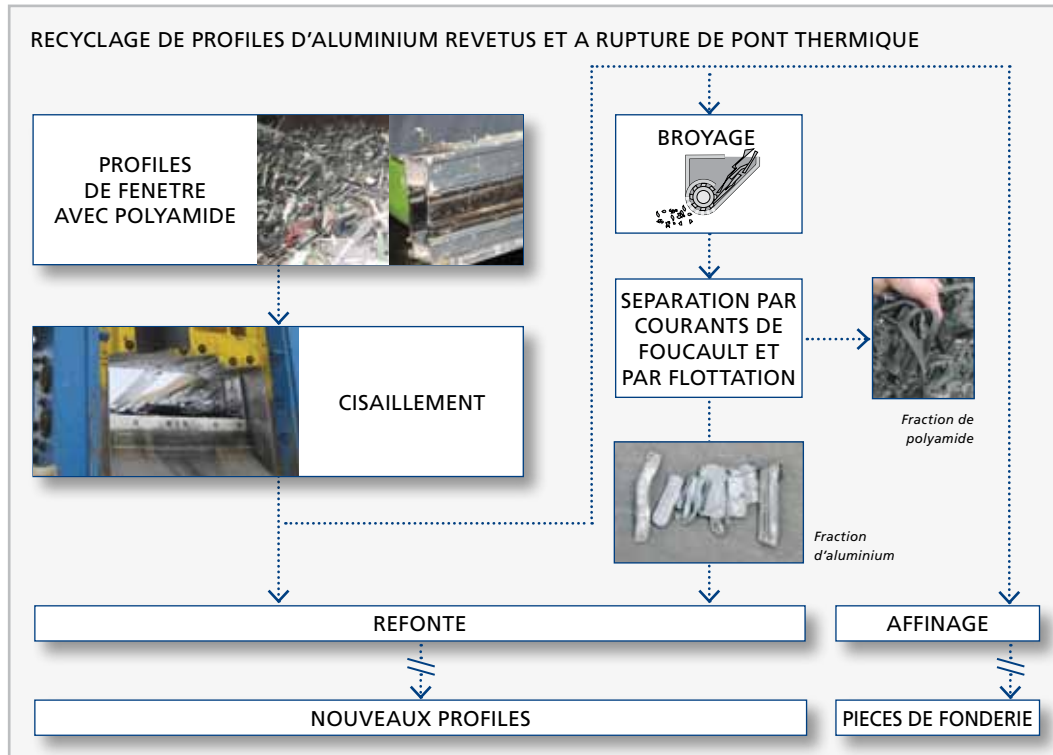 RECYCLAGE DE PROFILES D'ALUMINIUM REVETUS ET A RUPTURE DE PONT THERMIQUE
PROFILES
DE FENETRE
AVEC POLYAMIDE
CISAILLEMENT
BROYAGE
SEPARATION PAR
COURANTS DE
FOUCAULT ET
PAR FLOTTATION
Fraction de
polyamide
Fraction
d'aluminium
REFONTE
AFFINAGE
NOUVEAUX PROFILES
PIECES DE FONDERIE